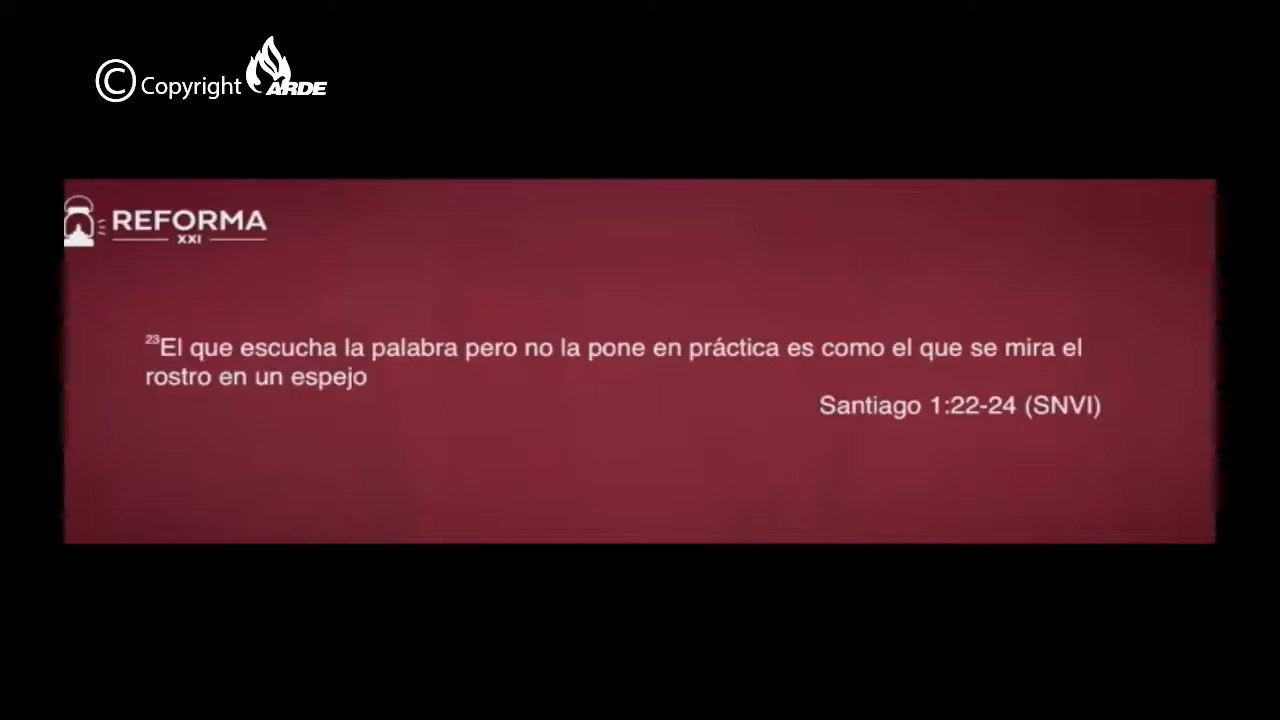 © Copyright ARDE
REFORMA
XXI
²³El que escucha la palabra pero no la pone en práctica es como el que se mira el
rostro en un espejo
Santiago 1:22-24 (SNVI)